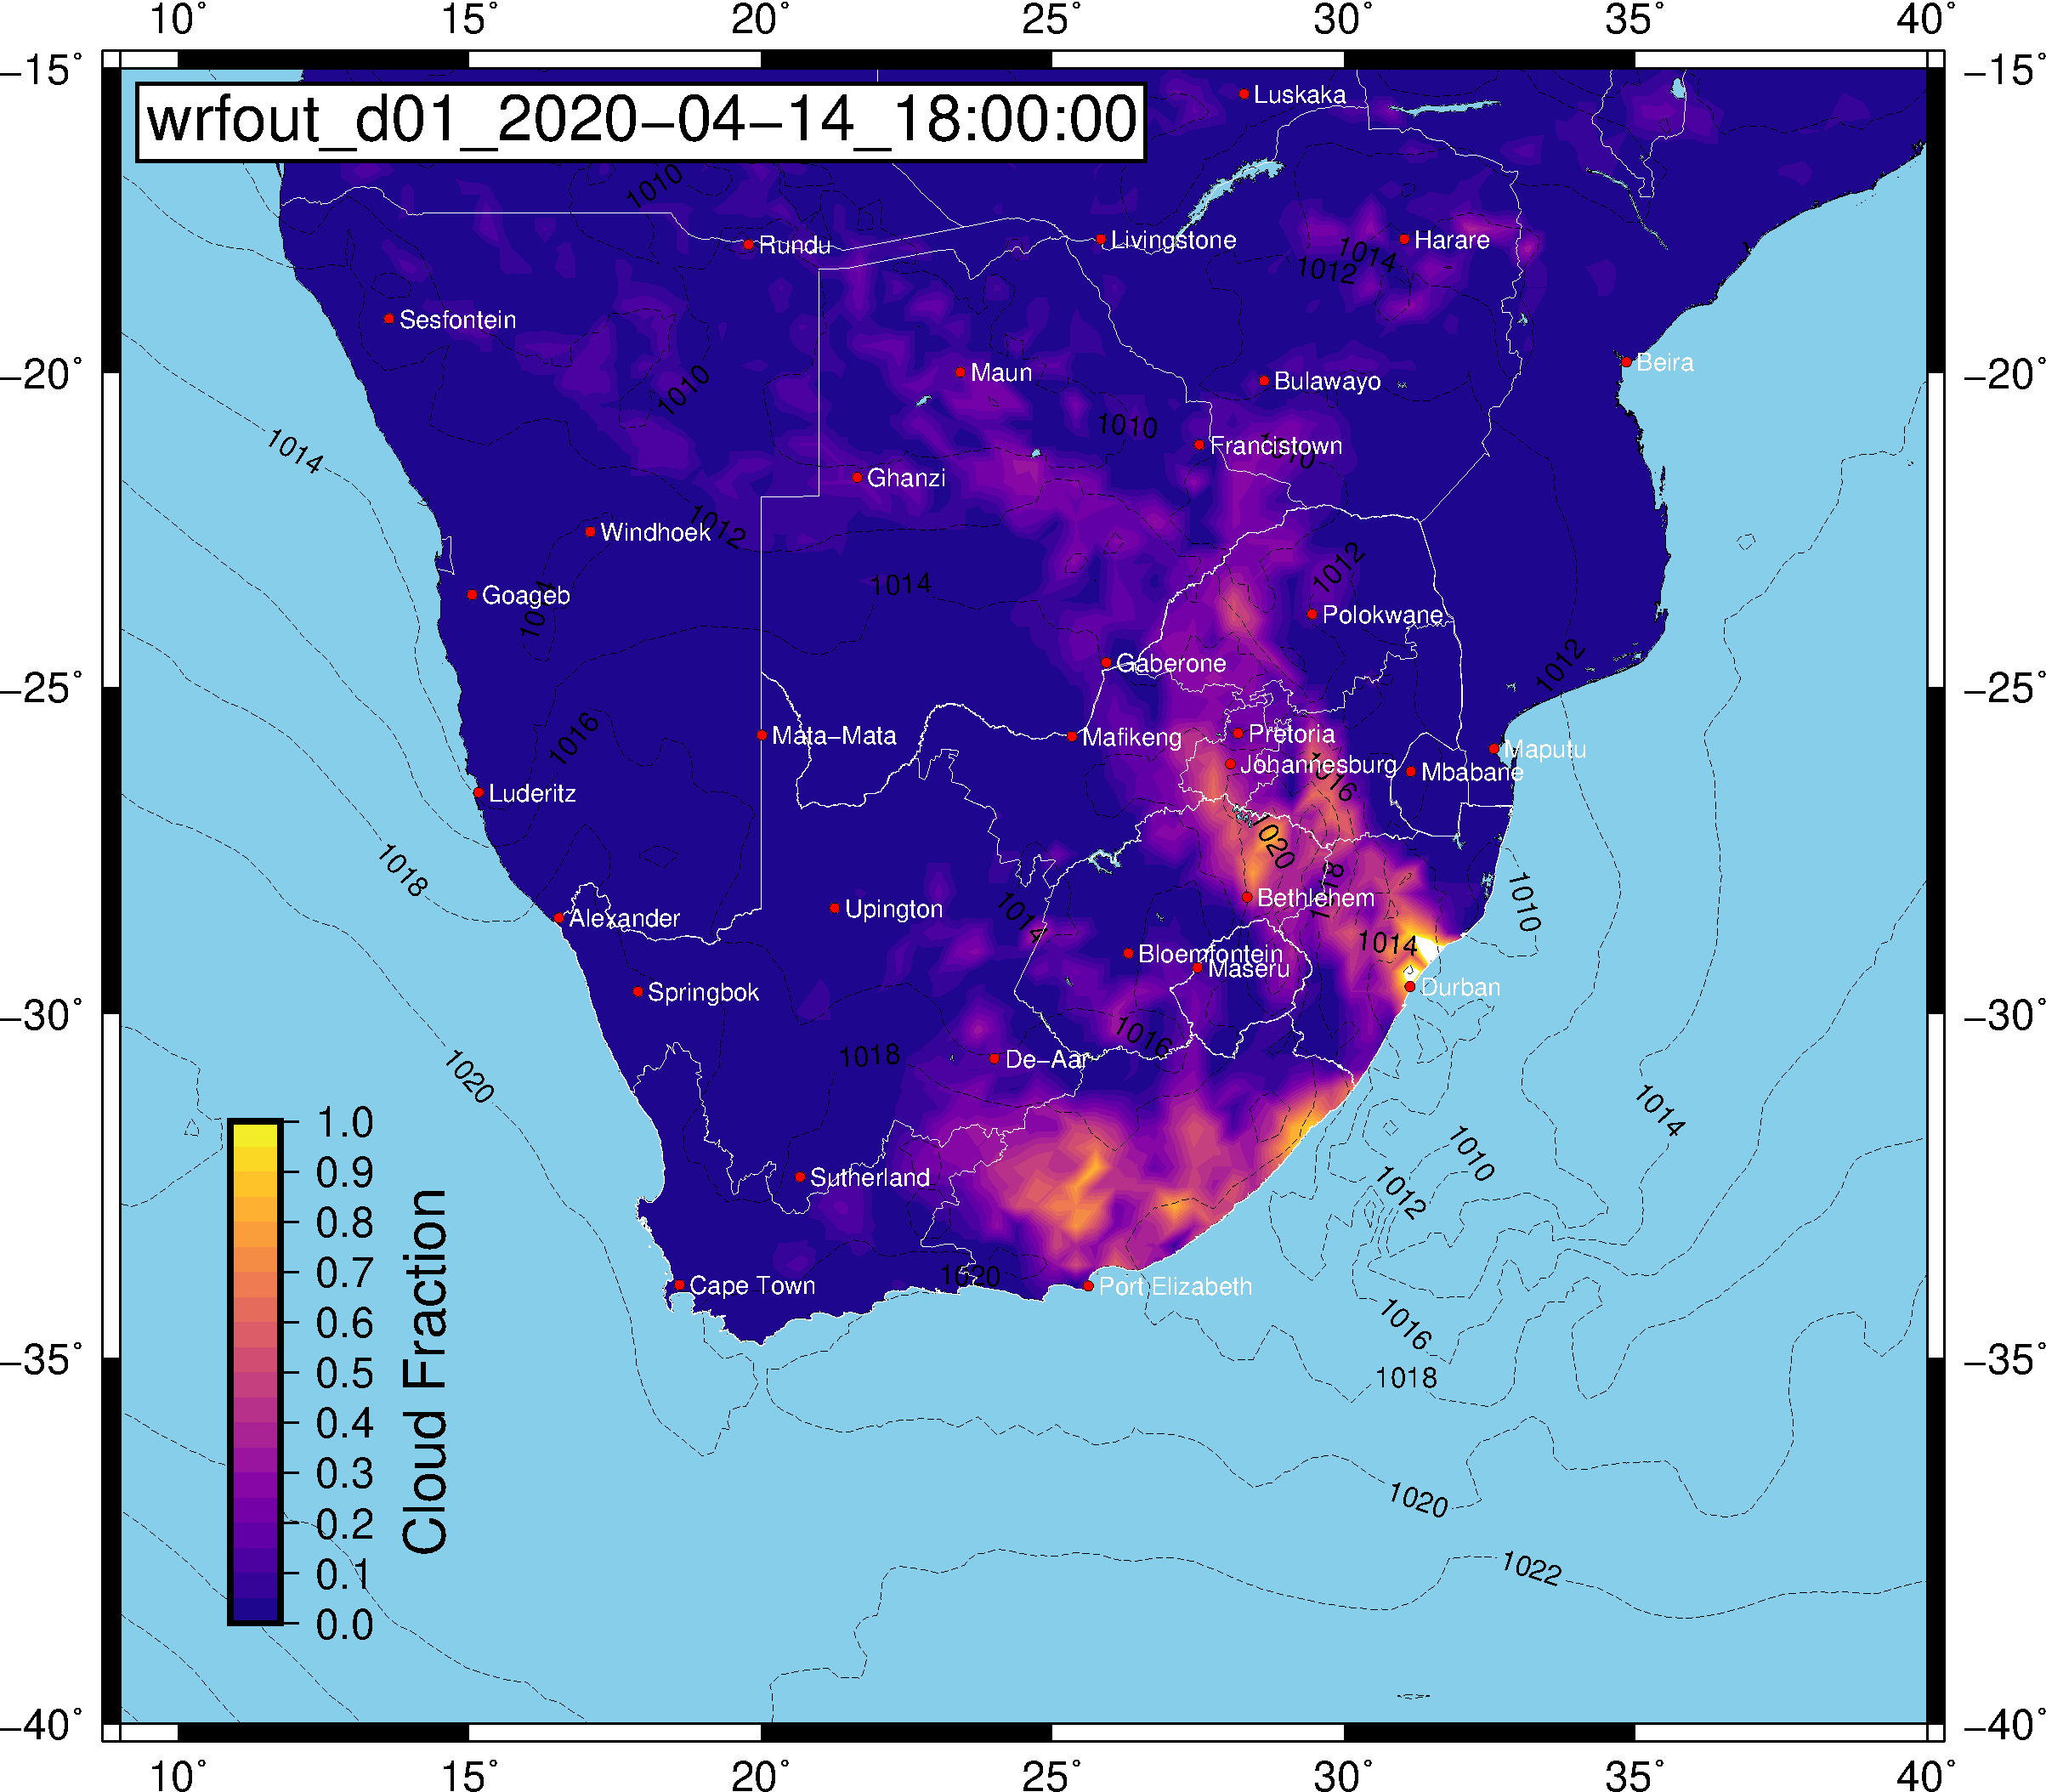 10° 15° 20° 25° 30° 35° 40°
−15° −15°
wrfout_d01_2020−04−14_18:00:00
Luskaka
1010
Rundu
Livingstone
Harare
1014
1012
Sesfontein
Beira
−20° −20°
Maun
Bulawayo
1010
1010
1014
Francistown
1010
Ghanzi
1012
Windhoek
1014
1012
Goageb
1014
Polokwane
Gaberone
1012
−25° −25°
1016
Mata−Mata
Mafikeng
Pretoria
Maputu
Johannesburg
Mbabane
1016
Luderitz
1020
1018
1018
Bethlehem
1010
Alexander
Upington
1014
1014
Bloemfontein
Maseru
Springbok
Durban
−30° −30°
1016
1018
De−Aar
1020
1014
1010
Sutherland
1012
1020
Cape Town
Port Elizabeth
1016
−35° −35°
1018
1020
1022
1.0
0.9
0.8
0.7
0.6
0.5
0.4
0.3
0.2
0.1
0.0
Cloud Fraction
−40° −40°
10° 15° 20° 25° 30° 35° 40°